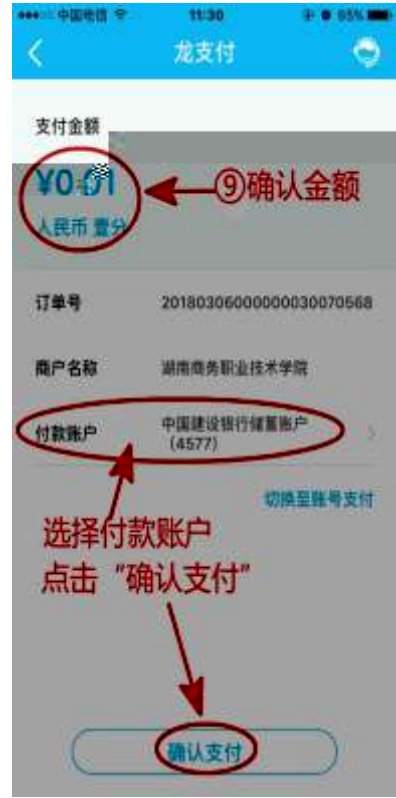 中国电信 11:30 65%
龙支付
支付金额
¥0.01
⑨确认金额
人民币 壹分
订单号 20180306000000030070568
商户名称 湖南商务职业技术学院
付款账户 中国建设银行储蓄账户
(4577)
切换至账号支付
选择付款账户
点击“确认支付”
确认支付